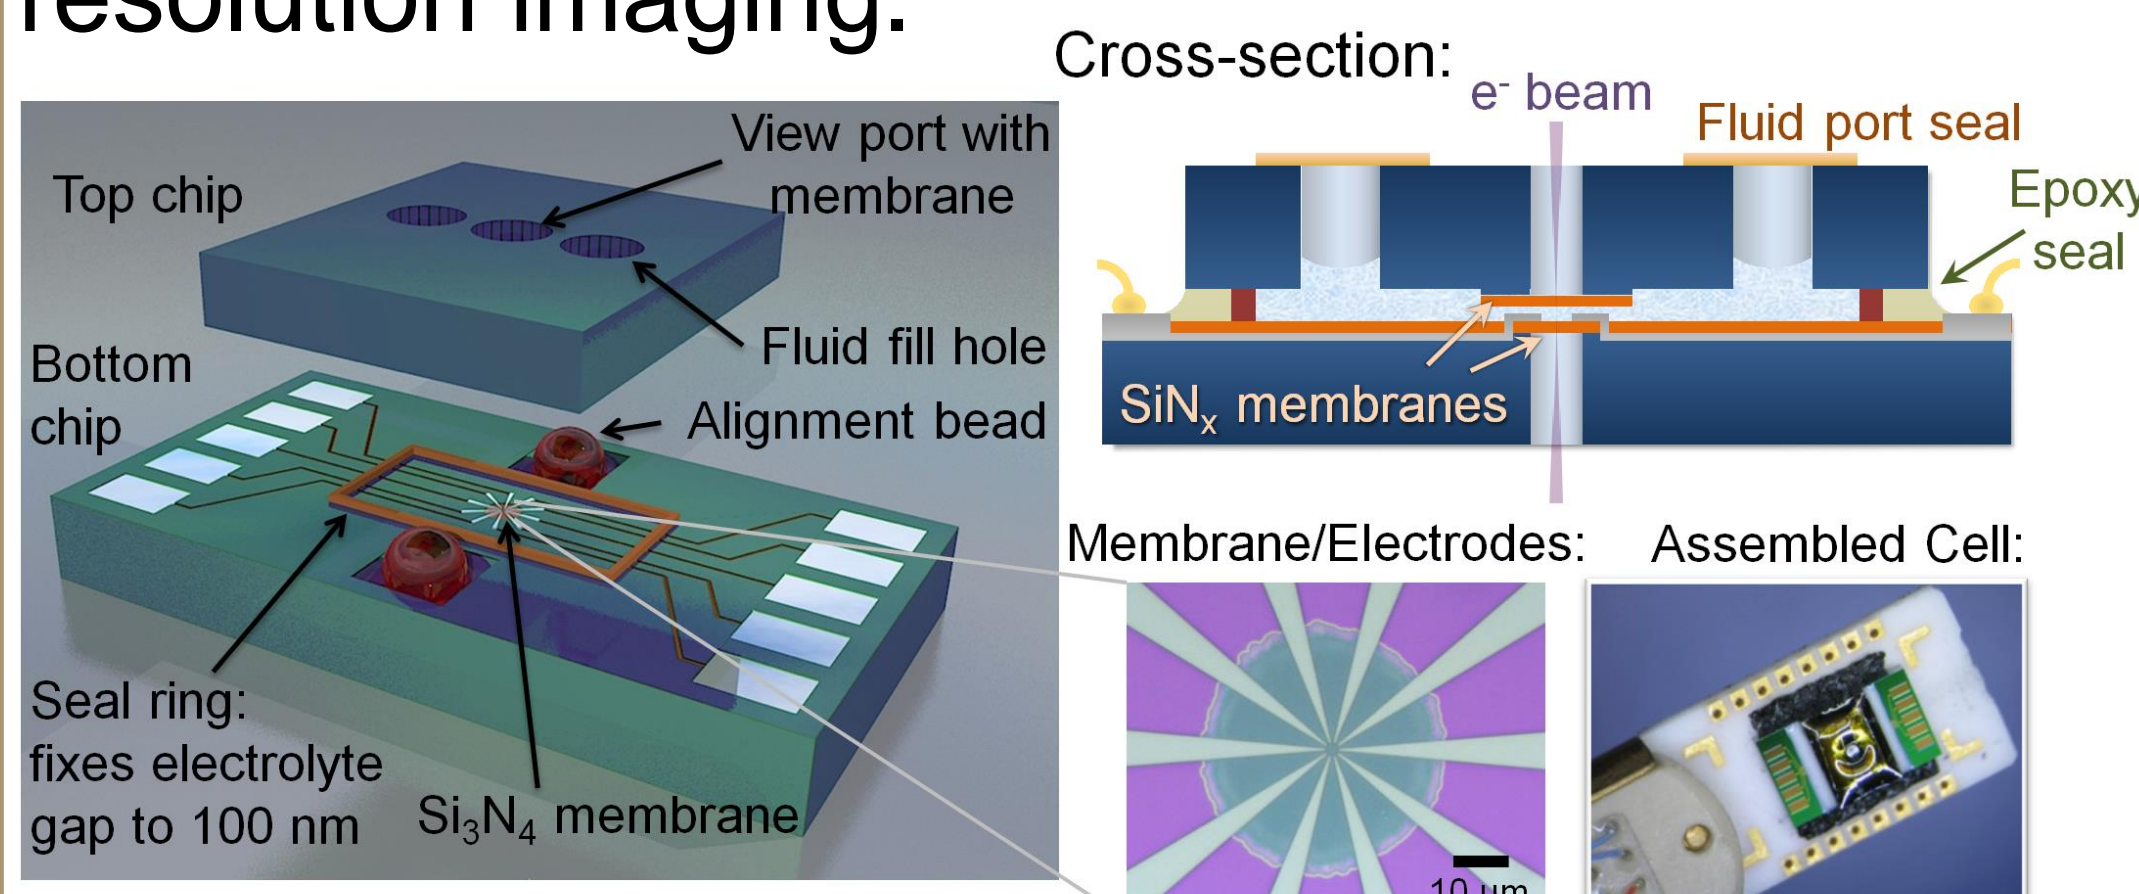 resolution imaging.
Top chip
View port with
membrane
Fluid fill hole
Bottom
chip
Alignment bead
Seal ring:
fixes electrolyte
gap to 100 nm
Si₃N₄ membrane
Cross-section:
e⁻ beam
Fluid port seal
Epoxy
seal
SiNₓ membranes
Membrane/Electrodes:
10 µm
Assembled Cell: